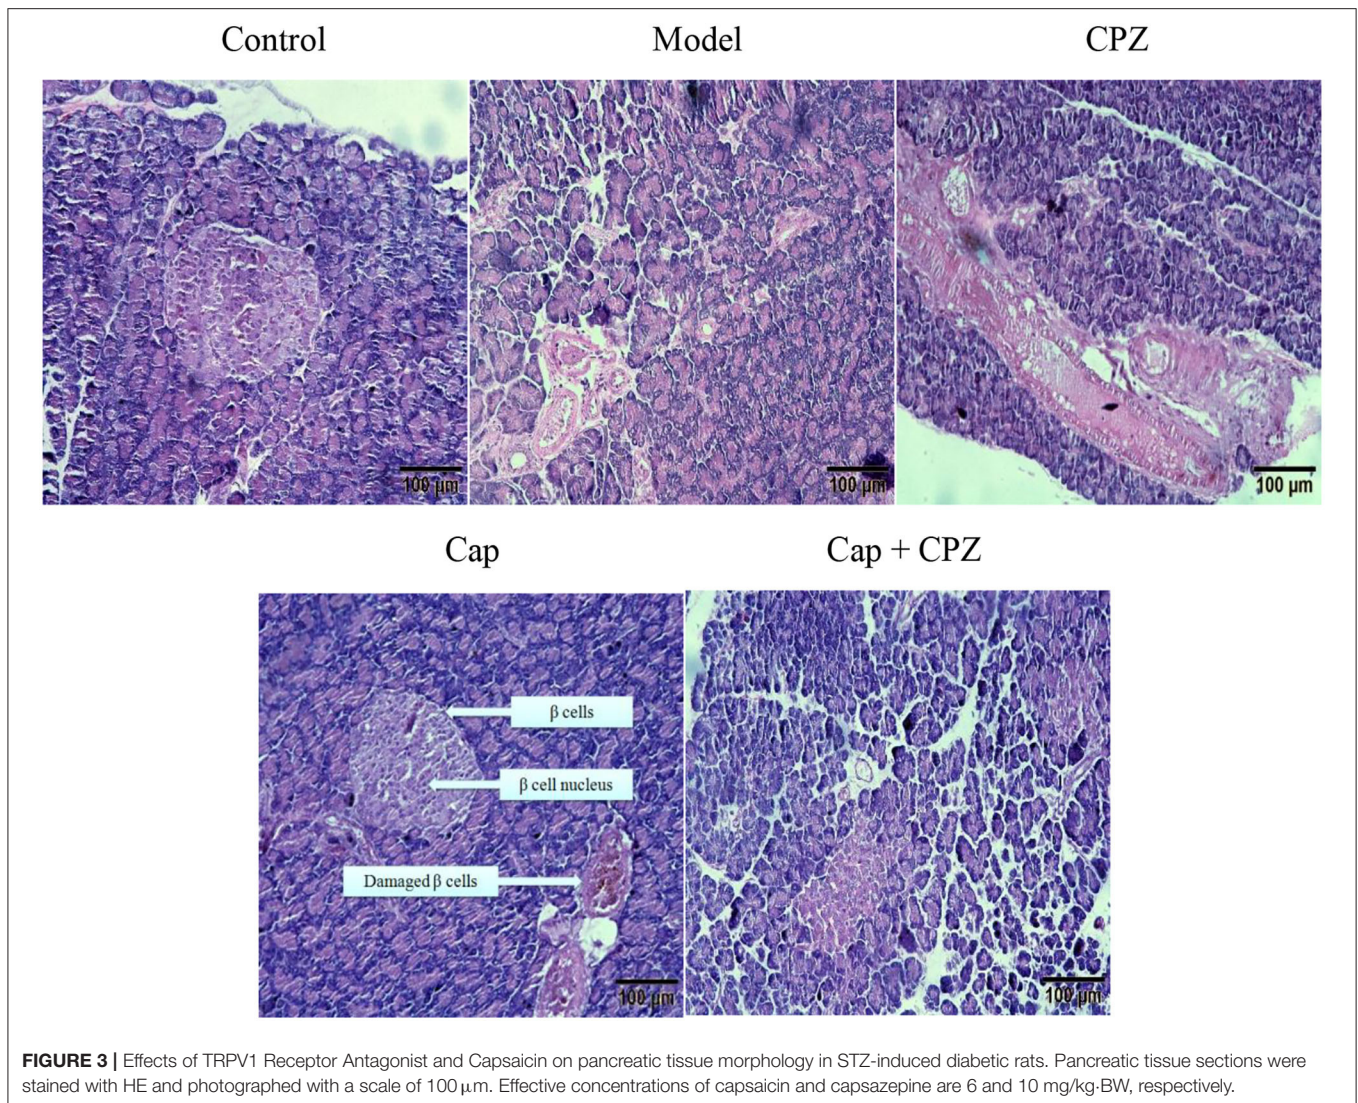 Control
Model
CPZ
100 μm
100 μm
100 μm
Cap
Cap + CPZ
β cells
β cell nucleus
Damaged β cells
100 μm
100 μm
FIGURE 3 | Effects of TRPV1 Receptor Antagonist and Capsaicin on pancreatic tissue morphology in STZ-induced diabetic rats. Pancreatic tissue sections were
stained with HE and photographed with a scale of 100 μm. Effective concentrations of capsaicin and capsazepine are 6 and 10 mg/kg·BW, respectively.